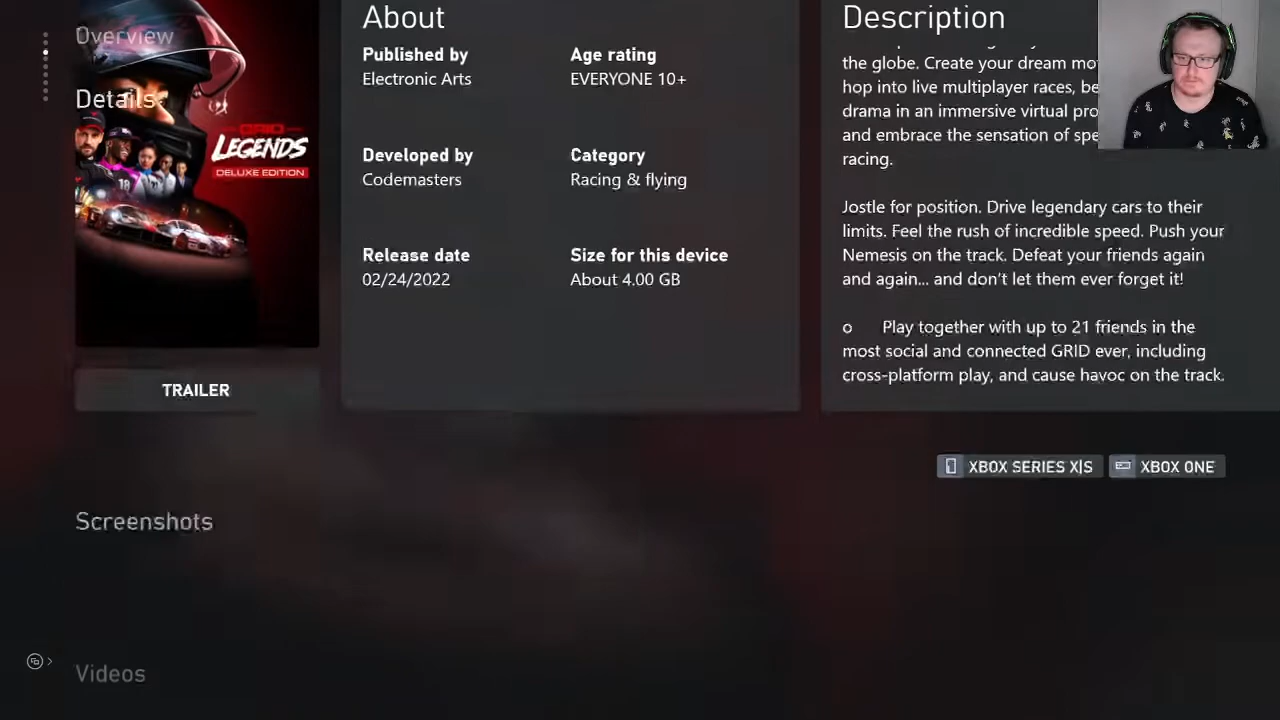 Overview
Details
GRID
LEGENDS
DELUXE EDITION
18
TRAILER
About
Published by
Electronic Arts
Age rating
EVERYONE 10+
Developed by
Codemasters
Category
Racing & flying
Release date
02/24/2022
Size for this device
About 4.00 GB
Description
the globe. Create your dream mo
hop into live multiplayer races, be
drama in an immersive virtual pro
and embrace the sensation of spe
racing.
Jostle for position. Drive legendary cars to their
limits. Feel the rush of incredible speed. Push your
Nemesis on the track. Defeat your friends again
and again... and don't let them ever forget it!
o Play together with up to 21 friends in the
most social and connected GRID ever, including
cross-platform play, and cause havoc on the track.
XBOX SERIES X|S
XBOX ONE
Screenshots
Videos